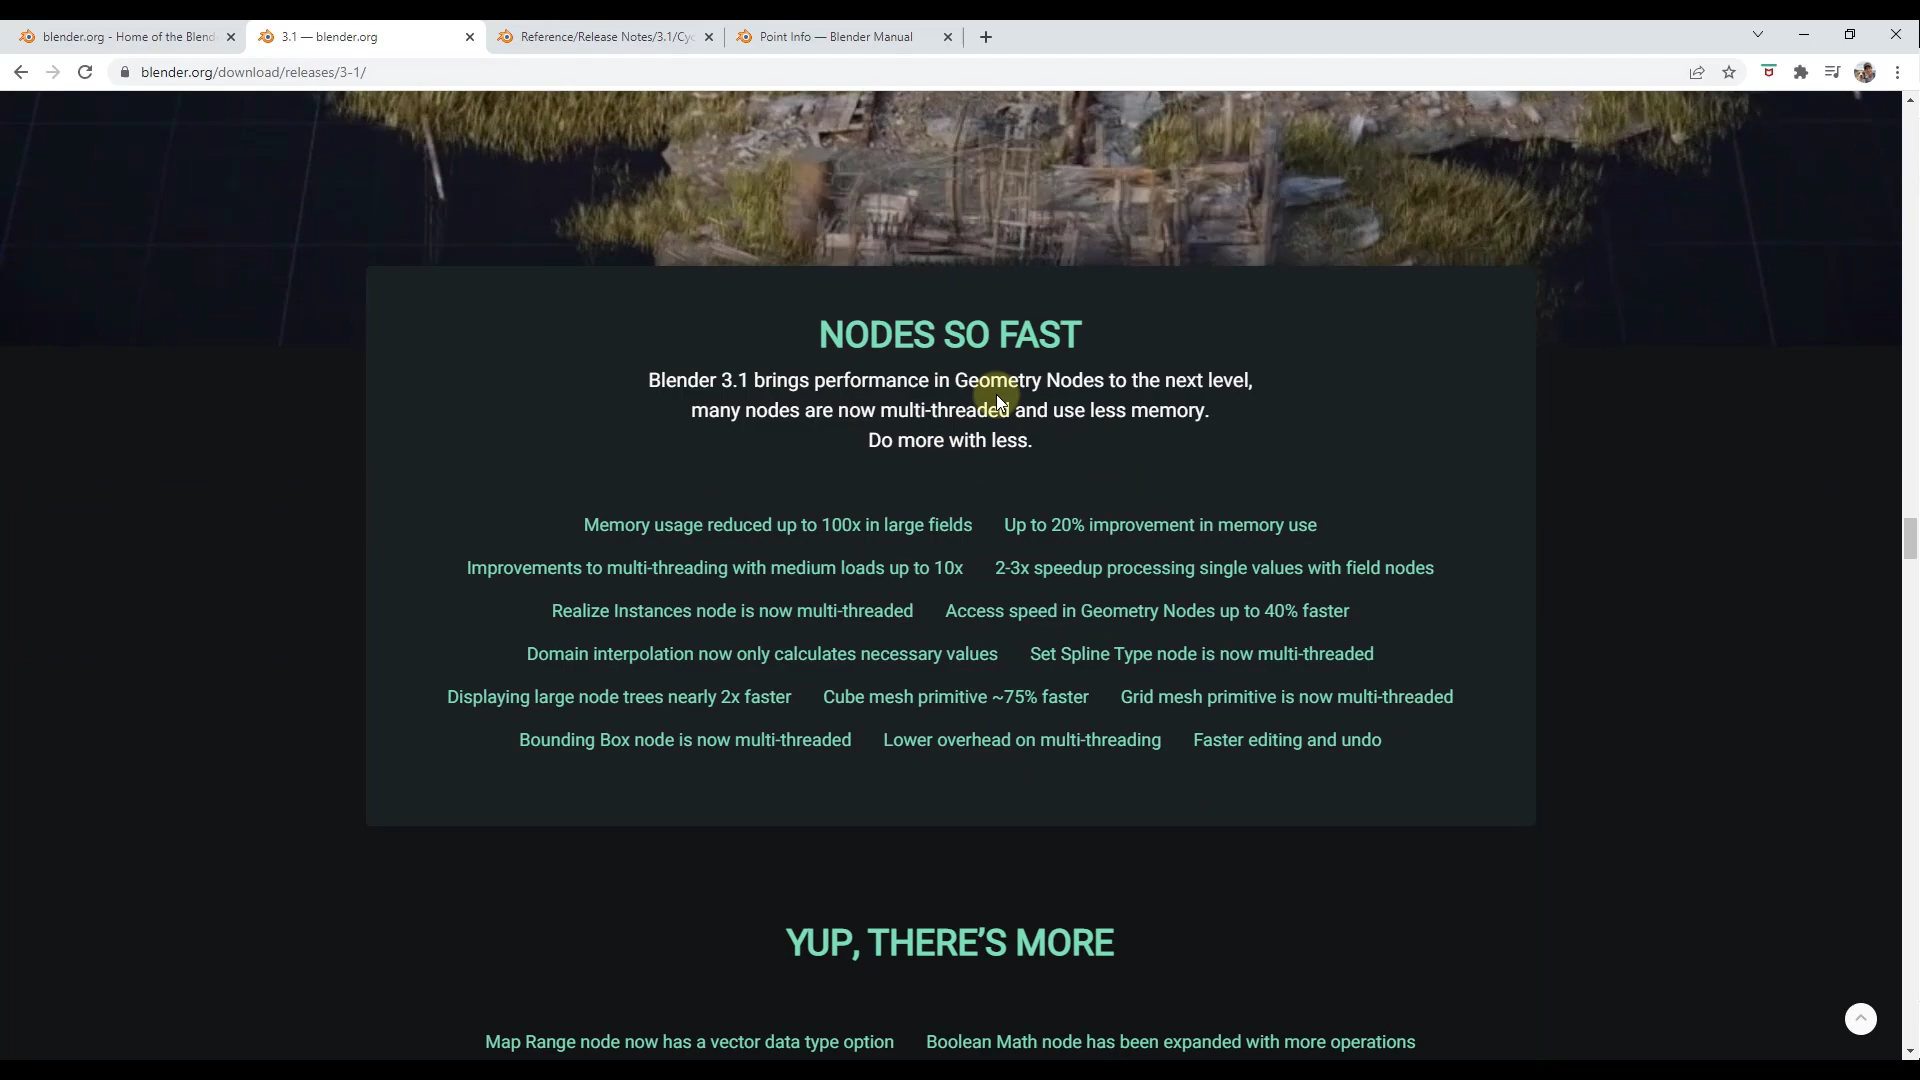 blender.org - Home of the Blend
3.1 — blender.org
Reference/Release Notes/3.1/Cyc
Point Info — Blender Manual
blender.org/download/releases/3-1/
NODES SO FAST
Blender 3.1 brings performance in Geometry Nodes to the next level,
many nodes are now multi-threaded and use less memory.
Do more with less.
Memory usage reduced up to 100x in large fields Up to 20% improvement in memory use
Improvements to multi-threading with medium loads up to 10x 2-3x speedup processing single values with field nodes
Realize Instances node is now multi-threaded Access speed in Geometry Nodes up to 40% faster
Domain interpolation now only calculates necessary values Set Spline Type node is now multi-threaded
Displaying large node trees nearly 2x faster Cube mesh primitive ~75% faster Grid mesh primitive is now multi-threaded
Bounding Box node is now multi-threaded Lower overhead on multi-threading Faster editing and undo
YUP, THERE'S MORE
Map Range node now has a vector data type option Boolean Math node has been expanded with more operations